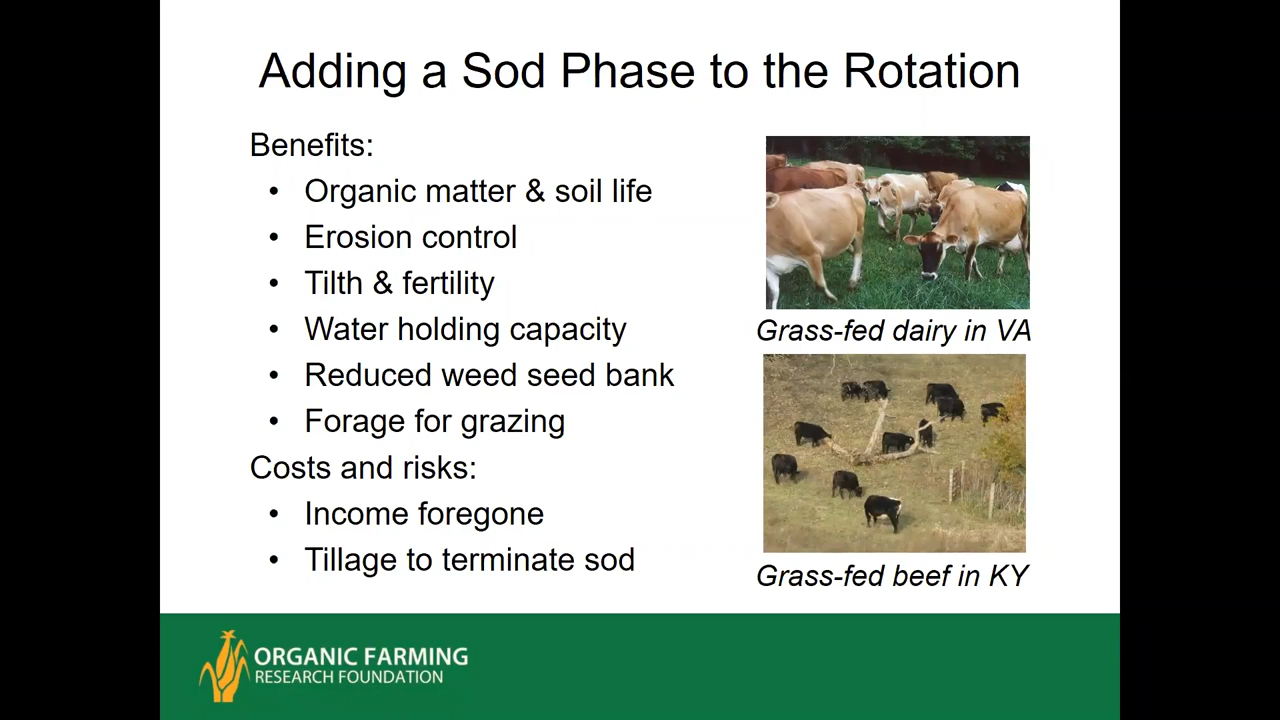 Adding a Sod Phase to the Rotation
Benefits:
• Organic matter & soil life
• Erosion control
• Tilth & fertility
• Water holding capacity
• Reduced weed seed bank
• Forage for grazing
Costs and risks:
• Income foregone
• Tillage to terminate sod
Grass-fed dairy in VA
Grass-fed beef in KY
ORGANIC FARMING
RESEARCH FOUNDATION